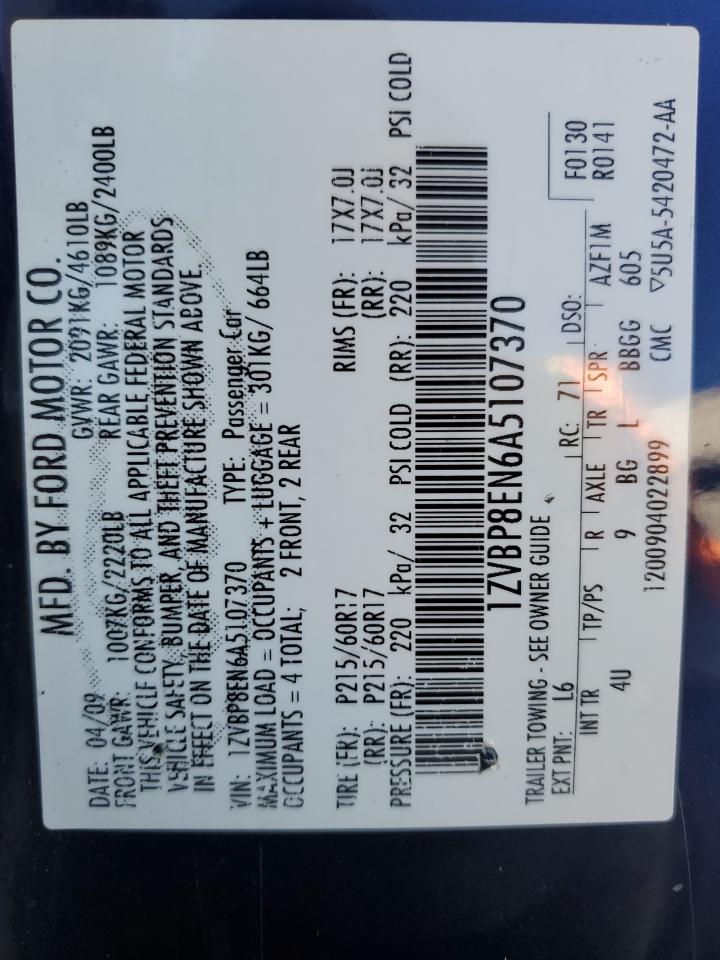 MFD. BY FORD MOTOR CO.
DATE: 04/09 GVWR: 2091KG/4610LB
FRONT GAWR: 1007KG/2220LB REAR GAWR: 1089KG/2400LB
THIS VEHICLE CONFORMS TO ALL APPLICABLE FEDERAL MOTOR
VEHICLE SAFETY, BUMPER, AND THEFT PREVENTION STANDARDS
IN EFFECT ON THE DATE OF MANUFACTURE SHOWN ABOVE.
VIN: 1ZVBP8EN6A5107370 TYPE: Passenger Car
MAXIMUM LOAD = OCCUPANTS + LUGGAGE = 301KG/ 664LB
OCCUPANTS = 4 TOTAL; 2 FRONT, 2 REAR
TIRE (FR): P215/60R17 RIMS (FR): 17X7.0J
(RR): P215/60R17 (RR): 17X7.0J
PRESSURE (FR): 220 kPa/ 32 PSI COLD (RR): 220 kPa/ 32 PSI COLD
1ZVBP8EN6A5107370
TRAILER TOWING - SEE OWNER GUIDE
F0130
EXT PNT: L6 RC: 71 DSO: R0141
INT TR TP/PS R AXLE TR SPR AZF1M
4U 9 BG L BBGG 605
1200904022899 CMC ▽5U5A-5420472-AA